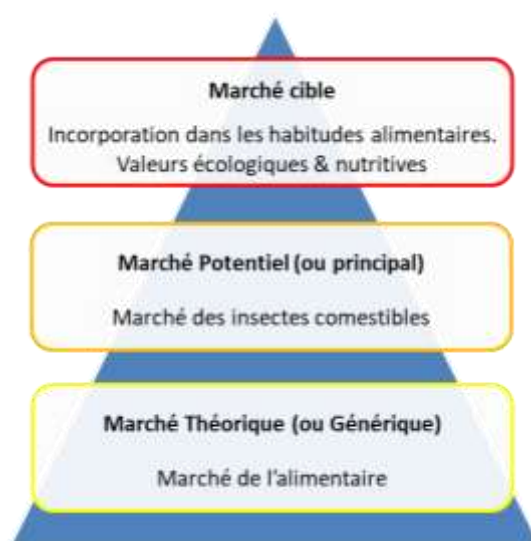 Marché cible
Incorporation dans les habitudes alimentaires.
Valeurs écologiques & nutritives
Marché Potentiel (ou principal)
Marché des insectes comestibles
Marché Théorique (ou Générique)
Marché de l'alimentaire